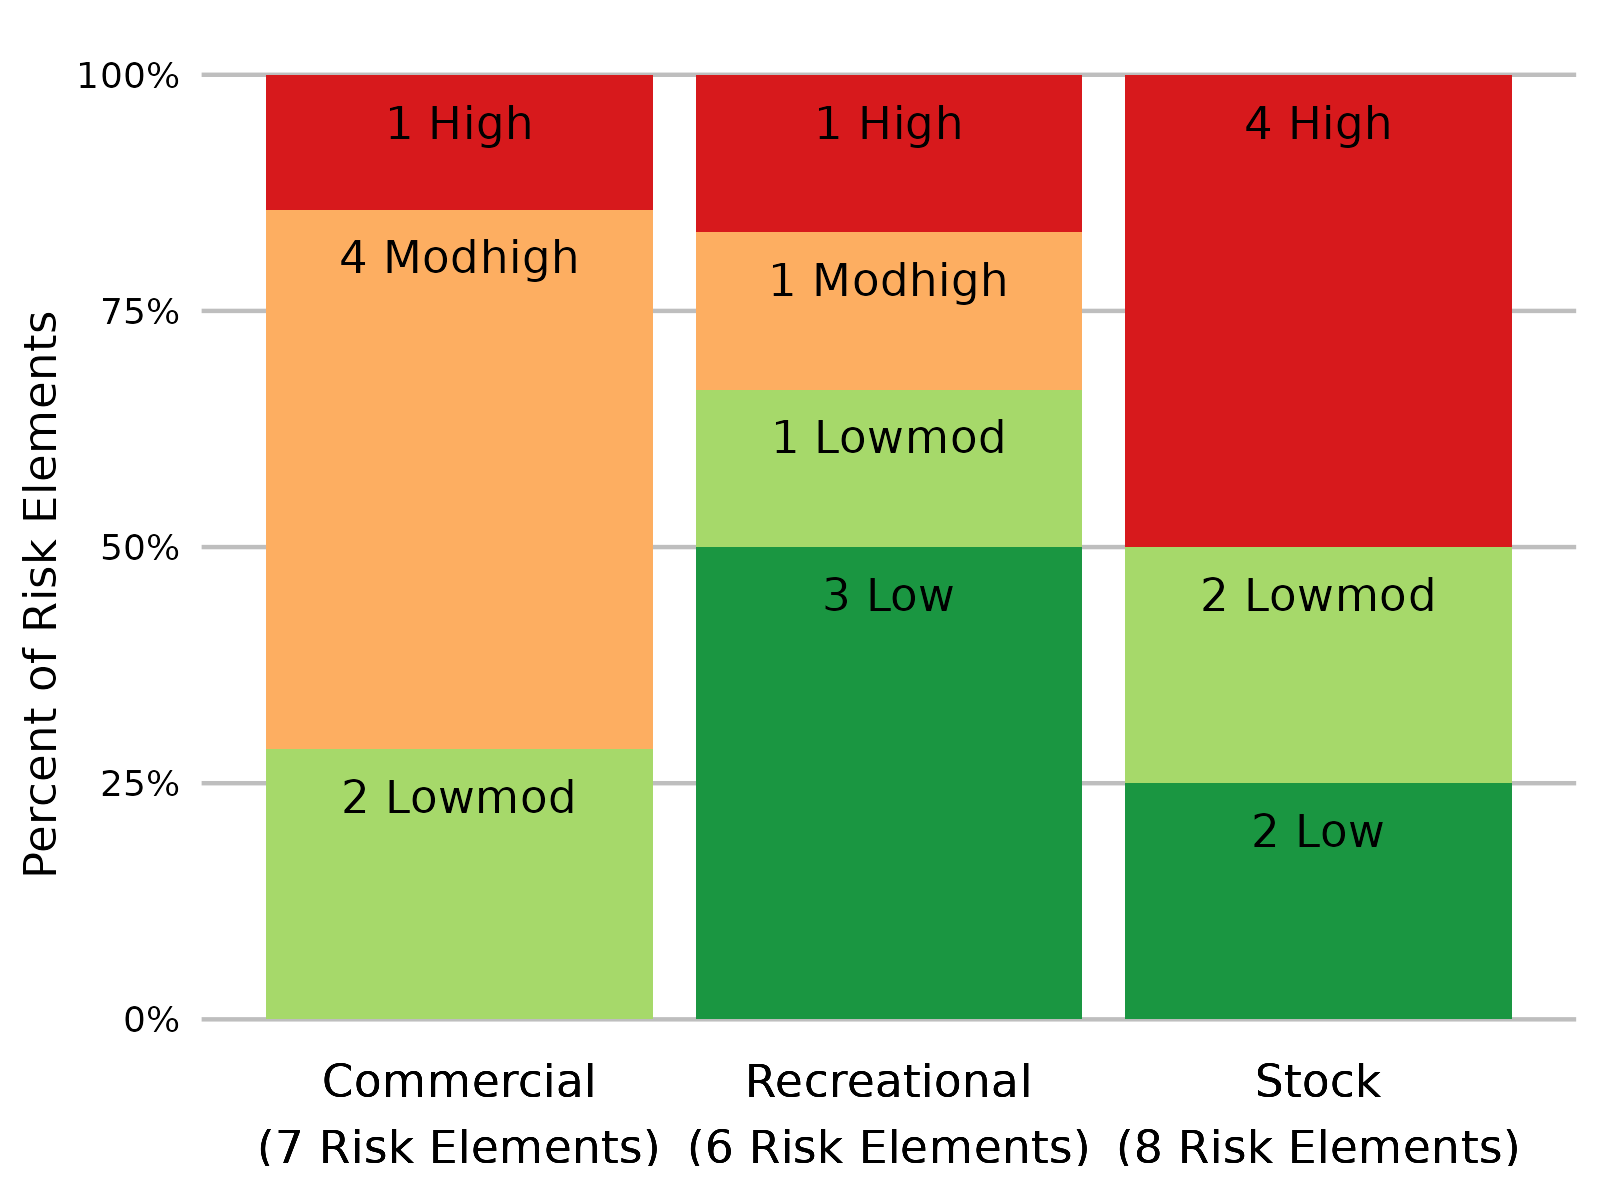 Percent of Risk Elements
100%
75%
50%
25%
0%
1 High
4 Modhigh
2 Lowmod
1 High
1 Modhigh
1 Lowmod
3 Low
4 High
2 Lowmod
2 Low
Commercial
(7 Risk Elements)
Recreational
(6 Risk Elements)
Stock
(8 Risk Elements)